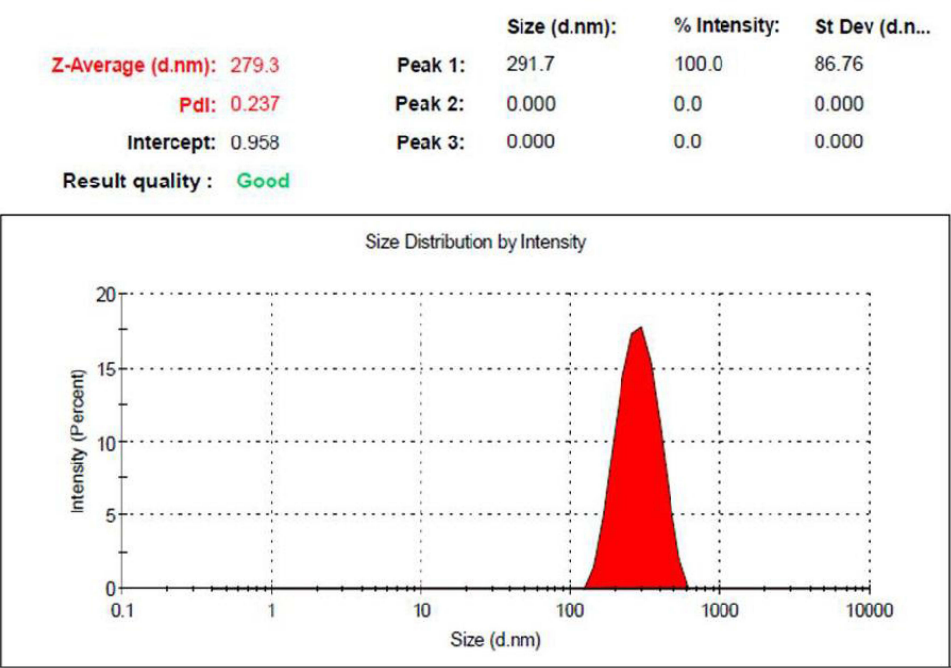 Size (d.nm): % Intensity: St Dev (d.n...
Z-Average (d.nm): 279.3 Peak 1: 291.7 100.0 86.76
PdI: 0.237 Peak 2: 0.000 0.0 0.000
Intercept: 0.958 Peak 3: 0.000 0.0 0.000
Result quality : Good
Size Distribution by Intensity
20
15
10
5
0
Intensity (Percent)
0.1 1 10 100 1000 10000
Size (d.nm)